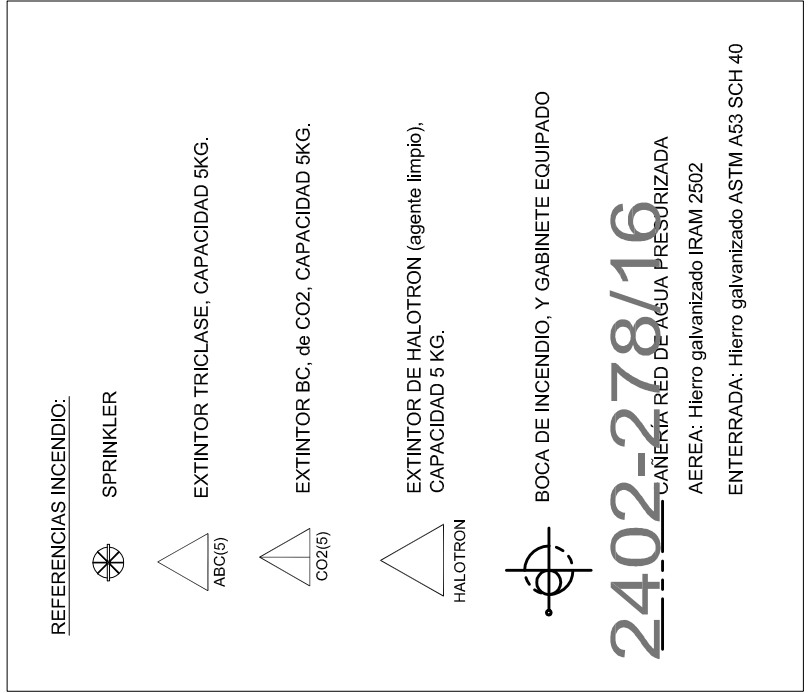 REFERENCIAS INCENDIO:
SPRINKLER
ABC(5)
EXTINTOR TRICLASE, CAPACIDAD 5KG.
CO2(5)
EXTINTOR BC, de CO2, CAPACIDAD 5KG.
HALOTRON
EXTINTOR DE HALOTRON (agente limpio),
CAPACIDAD 5 KG.
BOCA DE INCENDIO, Y GABINETE EQUIPADO
2402-278/16
CAÑERÍA RED DE AGUA PRESURIZADA
AEREA: Hierro galvanizado IRAM 2502
ENTERRADA: Hierro galvanizado ASTM A53 SCH 40